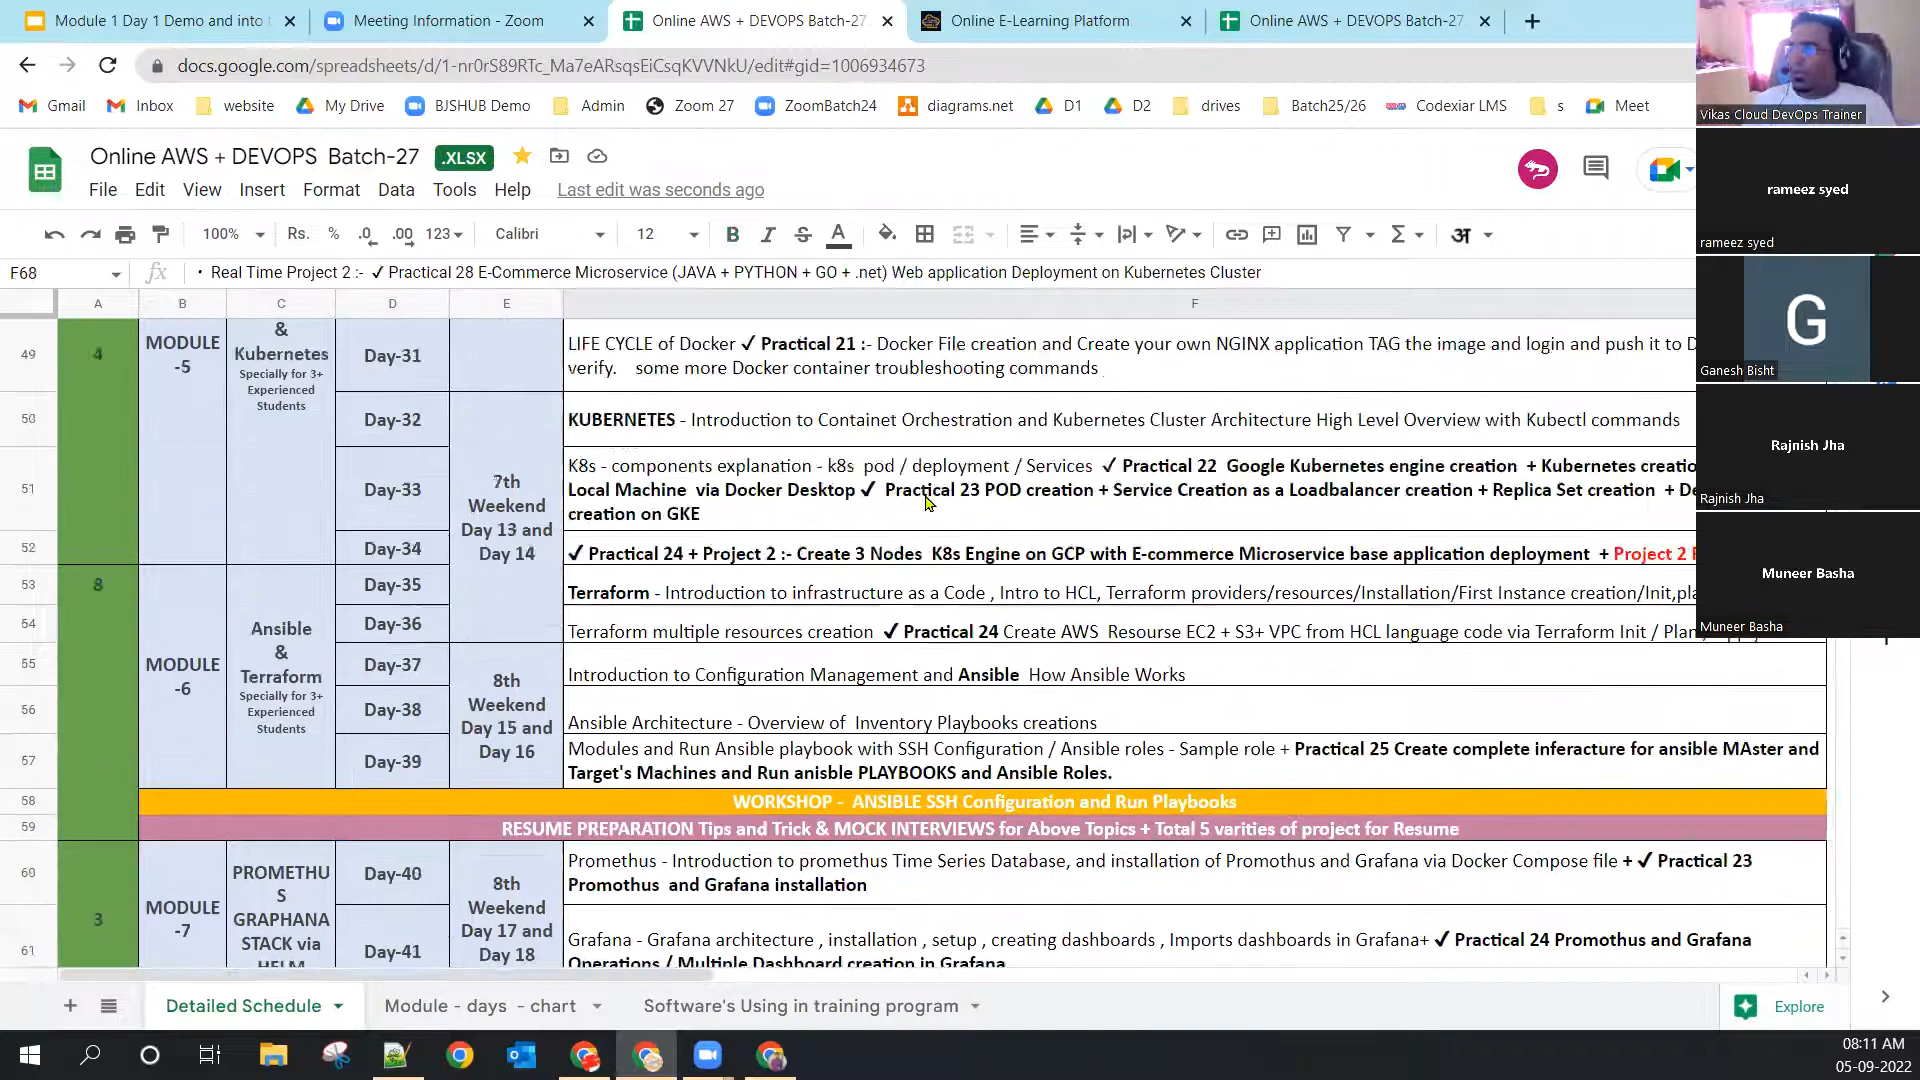 Module 1 Day 1 Demo and into
Meeting Information - Zoom
Online AWS + DEVOPS Batch-27
Online E-Learning Platform
Online AWS + DEVOPS Batch-27
docs.google.com/spreadsheets/d/1-nr0rS89RTc_Ma7eARsqsEiCsqKVVNkU/edit#gid=1006934673
Gmail
Inbox
website
My Drive
BJSHUB Demo
Admin
Zoom 27
ZoomBatch24
diagrams.net
D1
D2
drives
Batch25/26
Codexiar LMS
s
Meet
Vikas Cloud DevOps Trainer
Online AWS + DEVOPS Batch-27
.XLSX
File
Edit
View
Insert
Format
Data
Tools
Help
Last edit was seconds ago
rameez syed
rameez syed
100%
Rs.
%
.0
.00
123
Calibri
12
B
I
S
A
Σ
अ
F68
fx
• Real Time Project 2 :- ✓ Practical 28 E-Commerce Microservice (JAVA + PYTHON + GO + .net) Web application Deployment on Kubernetes Cluster
G
Ganesh Bisht
A
B
C
D
E
F
49
4
MODULE
-5
&
Kubernetes
Specially for 3+
Experienced
Students
Day-31
LIFE CYCLE of Docker ✓ Practical 21 :- Docker File creation and Create your own NGINX application TAG the image and login and push it to D
verify. some more Docker container troubleshooting commands
50
Day-32
KUBERNETES - Introduction to Containet Orchestration and Kubernetes Cluster Architecture High Level Overview with Kubectl commands
Rajnish Jha
Rajnish Jha
51
Day-33
7th
Weekend
Day 13 and
Day 14
K8s - components explanation - k8s pod / deployment / Services ✓ Practical 22 Google Kubernetes engine creation + Kubernetes creatio
Local Machine via Docker Desktop ✓ Practical 23 POD creation + Service Creation as a Loadbalancer creation + Replica Set creation + De
creation on GKE
52
Day-34
✓ Practical 24 + Project 2 :- Create 3 Nodes K8s Engine on GCP with E-commerce Microservice base application deployment + Project 2
Muneer Basha
Muneer Basha
53
8
Day-35
Terraform - Introduction to infrastructure as a Code , Intro to HCL, Terraform providers/resources/Installation/First Instance creation/Init,pla
54
Day-36
Terraform multiple resources creation ✓ Practical 24 Create AWS Resourse EC2 + S3+ VPC from HCL language code via Terraform Init / Plan
MODULE
-6
Ansible
&
Terraform
Specially for 3+
Experienced
Students
55
Day-37
8th
Weekend
Day 15 and
Day 16
Introduction to Configuration Management and Ansible How Ansible Works
56
Day-38
Ansible Architecture - Overview of Inventory Playbooks creations
57
Day-39
Modules and Run Ansible playbook with SSH Configuration / Ansible roles - Sample role + Practical 25 Create complete inferacture for ansible MAster and
Target's Machines and Run anisble PLAYBOOKS and Ansible Roles.
58
WORKSHOP - ANSIBLE SSH Configuration and Run Playbooks
59
RESUME PREPARATION Tips and Trick & MOCK INTERVIEWS for Above Topics + Total 5 varities of project for Resume
60
3
MODULE
-7
PROMETHU
S
GRAPHANA
STACK via
HELM
Day-40
8th
Weekend
Day 17 and
Day 18
Promethus - Introduction to promethus Time Series Database, and installation of Promothus and Grafana via Docker Compose file + ✓ Practical 23
Promothus and Grafana installation
61
Day-41
Grafana - Grafana architecture , installation , setup , creating dashboards , Imports dashboards in Grafana+ ✓ Practical 24 Promothus and Grafana
Operations / Multiple Dashboard creation in Grafana
Detailed Schedule
Module - days - chart
Software's Using in training program
Explore
08:11 AM
05-09-2022